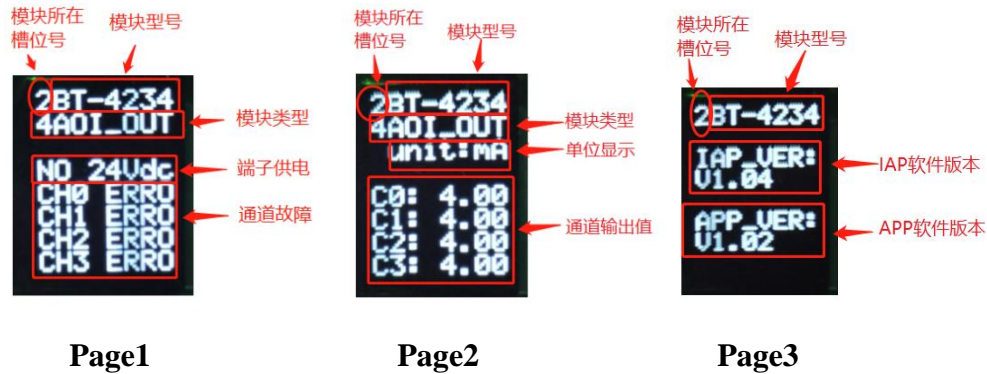 模块所在
槽位号
模块型号
2BT-4234
4AOI_OUT
模块类型
NO 24Vdc
端子供电
CH0 ERRO
CH1 ERRO
CH2 ERRO
CH3 ERRO
通道故障
Page1
模块所在
槽位号
模块型号
2BT-4234
4AOI_OUT
模块类型
unit:mA
单位显示
C0: 4.00
C1: 4.00
C2: 4.00
C3: 4.00
通道输出值
Page2
模块所在
槽位号
模块型号
2BT-4234
IAP_VER:
V1.04
IAP软件版本
APP_VER:
V1.02
APP软件版本
Page3